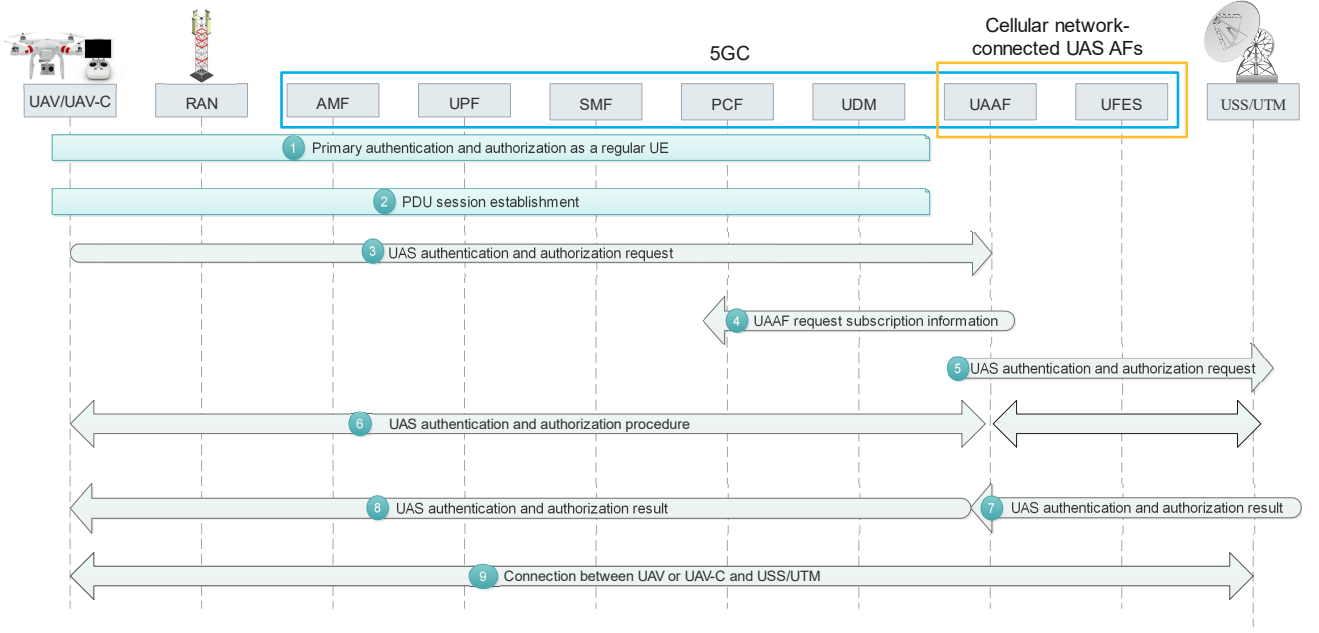 Cellular network-
connected UAS AFs
5GC
UAV/UAV-C
RAN
AMF
UPF
SMF
PCF
UDM
UAAF
UFES
USS/UTM
1 Primary authentication and authorization as a regular UE
2 PDU session establishment
3 UAS authentication and authorization request
4 UAAF request subscription information
5 UAS authentication and authorization request
6 UAS authentication and authorization procedure
8 UAS authentication and authorization result
7 UAS authentication and authorization result
9 Connection between UAV or UAV-C and USS/UTM